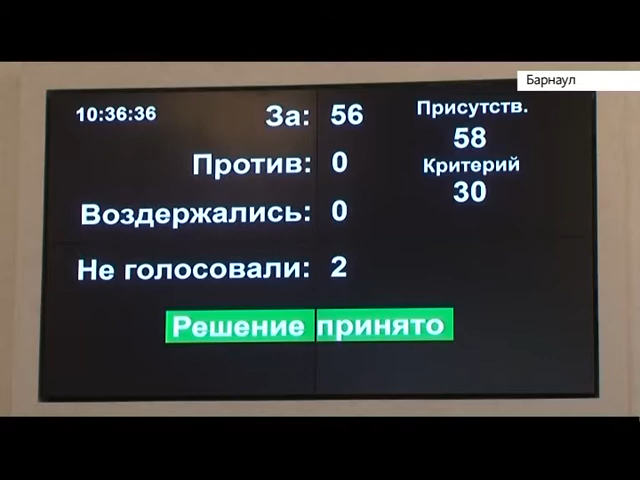 Барнаул
10:36:36
За: 56
Присутств.
58
Против: 0
Критерий
30
Воздержались: 0
Не голосовали: 2
Решение принято